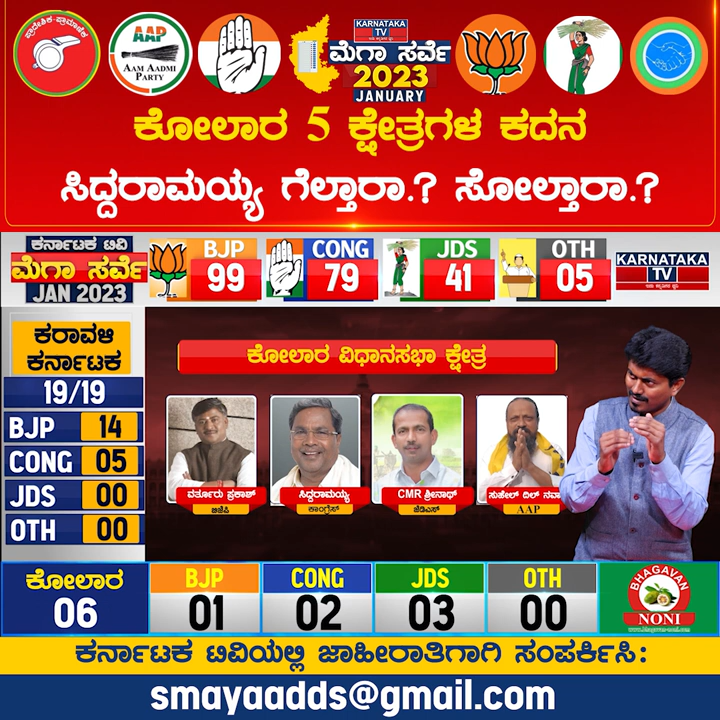 ಪ್ರಾದೇಶಿಕ-ಪ್ರಾಮಾಣಿಕ
AAP
AAM AADMI
PARTY
KARNATAKA
TV
ಮೆಗಾ ಸರ್ವೆ
2023
JANUARY
ಕೋಲಾರ 5 ಕ್ಷೇತ್ರಗಳ ಕದನ
ಸಿದ್ದರಾಮಯ್ಯ ಗೆಲ್ತಾರಾ.? ಸೋಲ್ತಾರಾ.?
ಕರ್ನಾಟಕ ಟಿವಿ
ಮೆಗಾ ಸರ್ವೆ
JAN 2023
BJP
99
CONG
79
JDS
41
OTH
05
KARNATAKA
TV
ಕರಾವಳಿ
ಕರ್ನಾಟಕ
19/19
BJP 14
CONG 05
JDS 00
OTH 00
ಕೋಲಾರ ವಿಧಾನಸಭಾ ಕ್ಷೇತ್ರ
ವರ್ತೂರು ಪ್ರಕಾಶ್
ಬಿಜೆಪಿ
ಸಿದ್ದರಾಮಯ್ಯ
ಕಾಂಗ್ರೆಸ್
CMR ಶ್ರೀನಾಥ್
ಜೆಡಿಎಸ್
ಸುಹೇಲ್ ದಿಲ್ ನವಾ
AAP
ಕೋಲಾರ
06
BJP
01
CONG
02
JDS
03
OTH
00
BHAGAVAN
NONI
ಕರ್ನಾಟಕ ಟಿವಿಯಲ್ಲಿ ಜಾಹೀರಾತಿಗಾಗಿ ಸಂಪರ್ಕಿಸಿ:
smayaadds@gmail.com